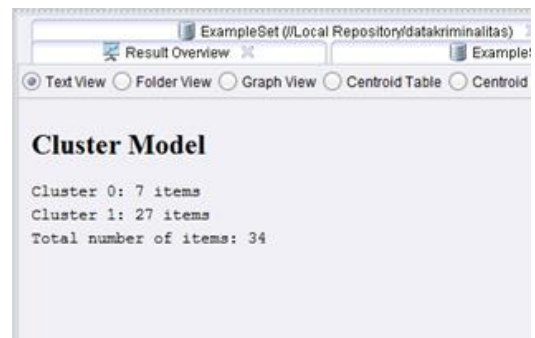 ExampleSet (//Local Repository/datakriminalitas)
Result Overview
Text View Folder View Graph View Centroid Table Centroid
Cluster Model
Cluster 0: 7 items
Cluster 1: 27 items
Total number of items: 34